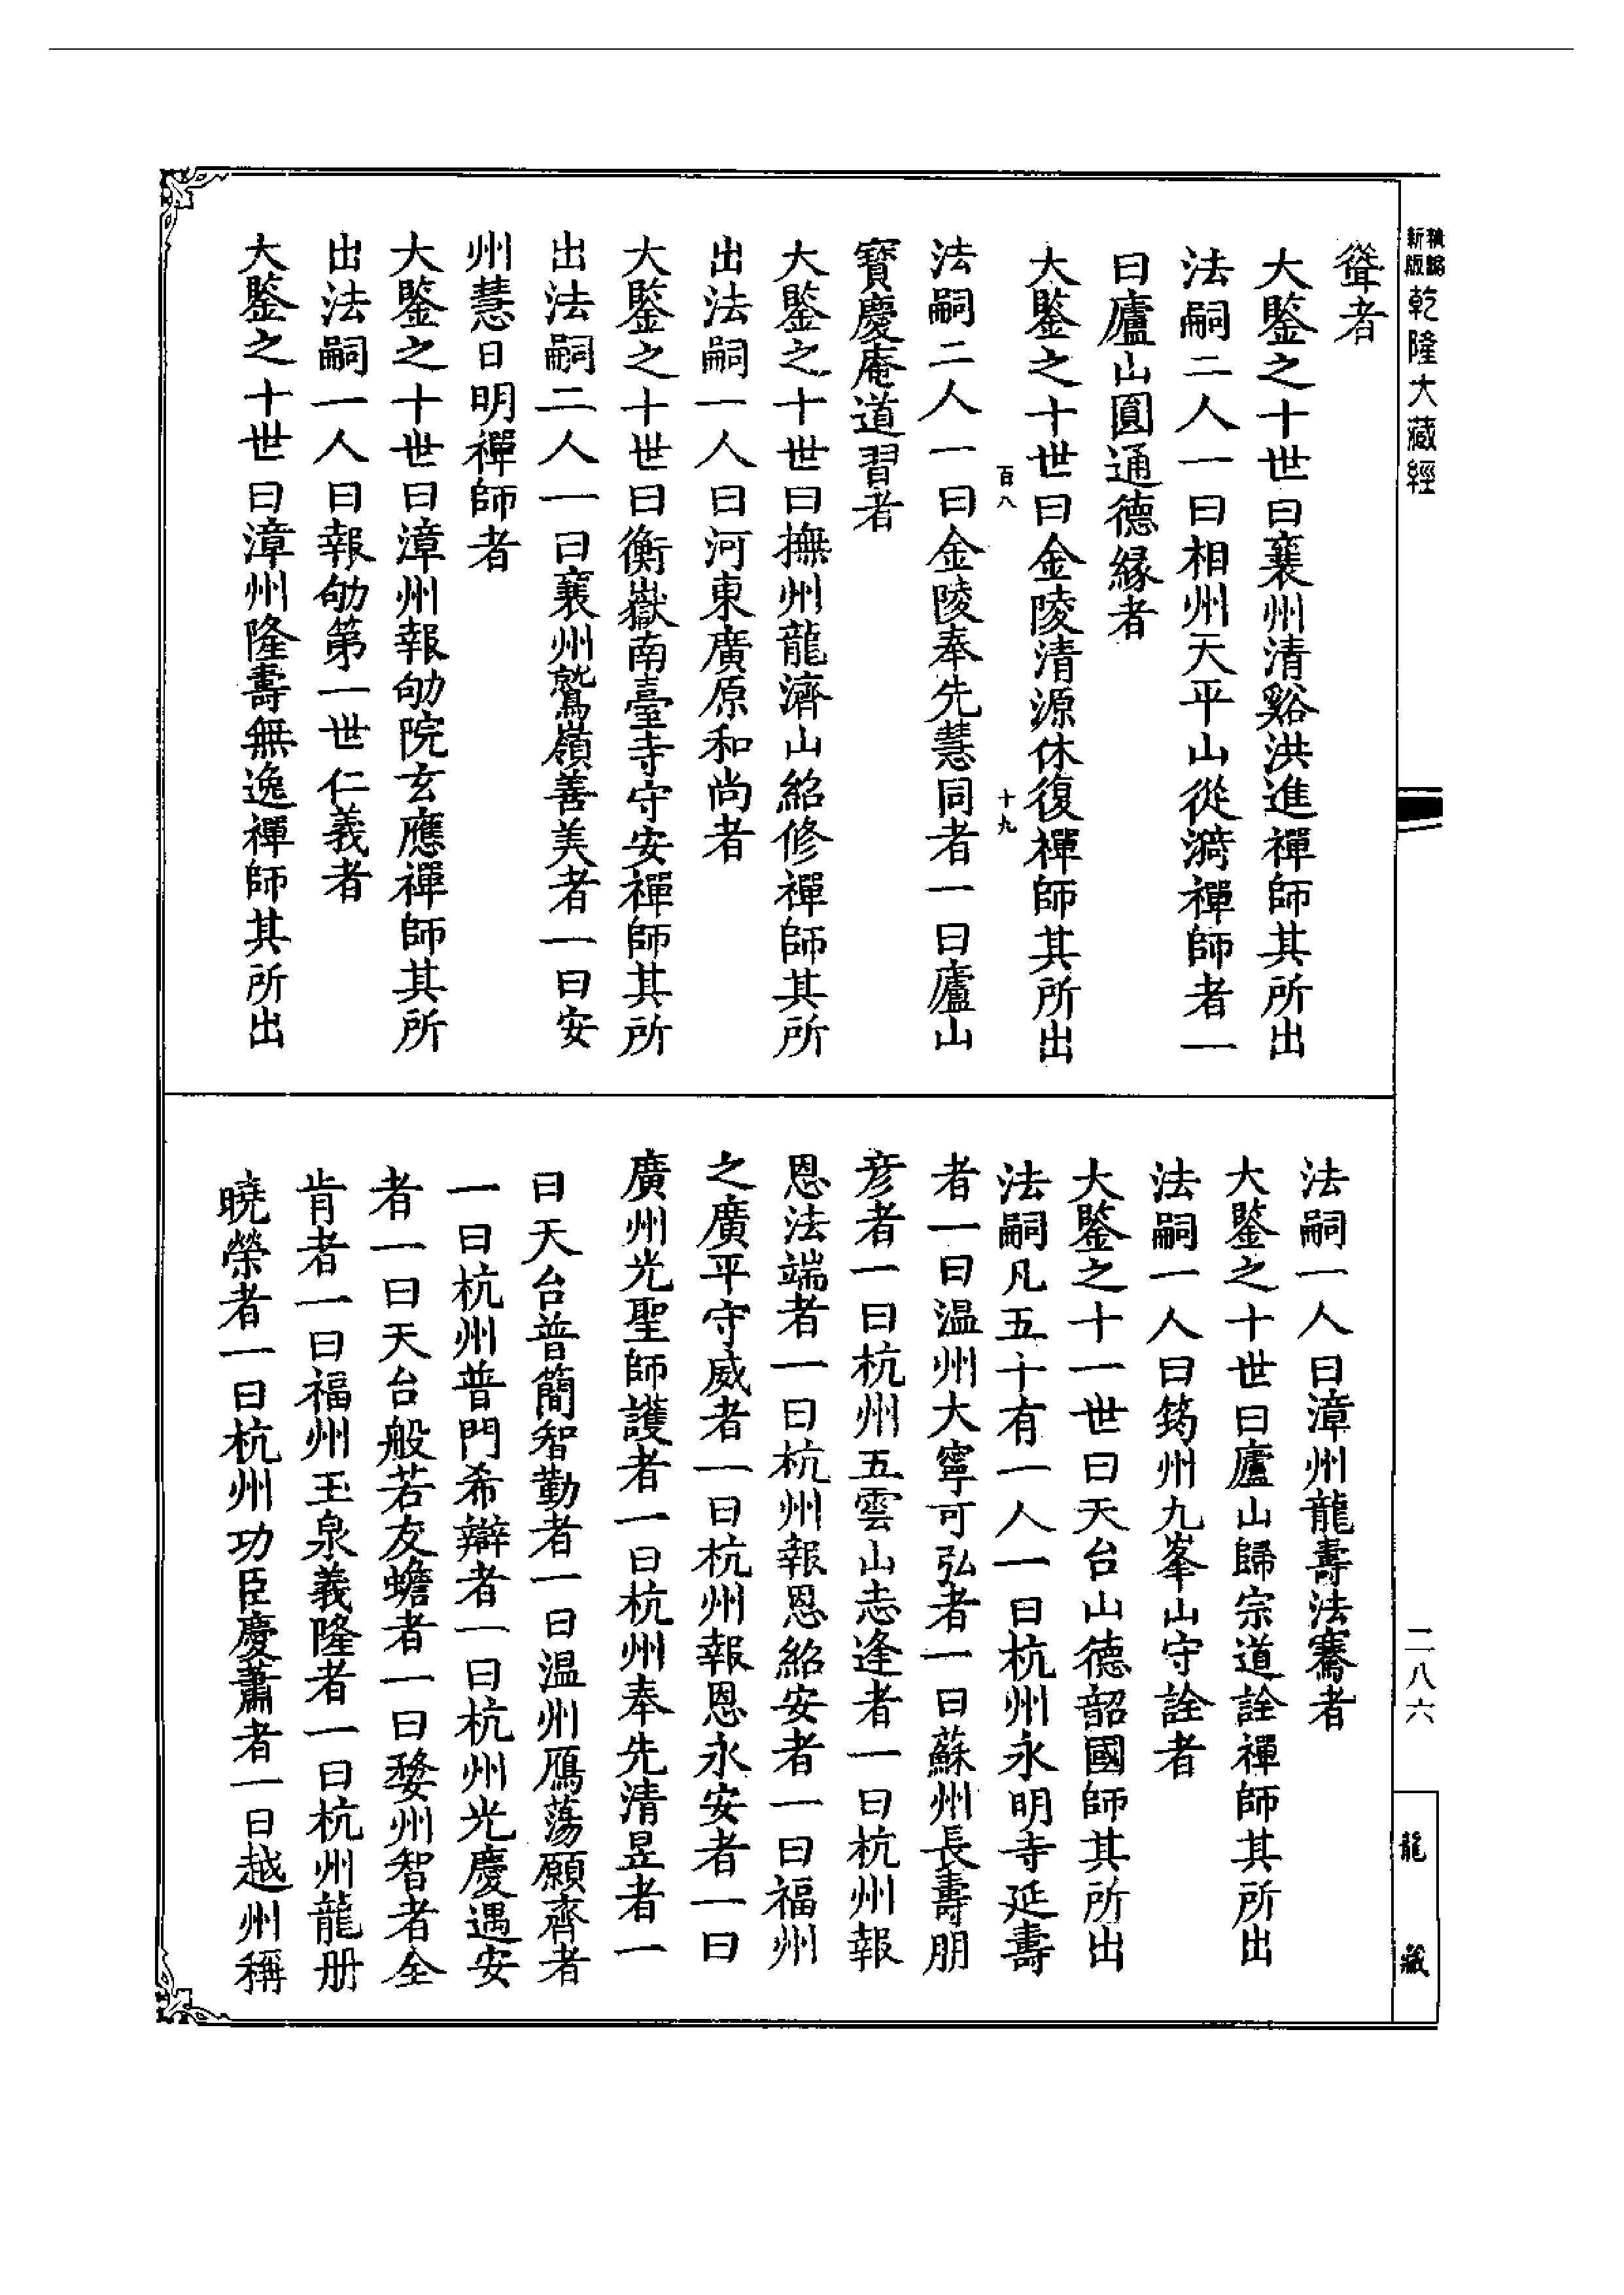 新版
乾隆大藏經
聳者
大鑒之十世曰襄州清谿洪進禪師其所出
法嗣二人一曰相州天平山從漪禪師者一
曰廬山圓通德緣者
大鑒之十世曰金陵清源休復禪師其所出
百八
十九
法嗣二人一曰金陵奉先慧同者一曰廬山
寶慶庵道習者
大鑒之十世曰撫州龍濟山紹修禪師其所
出法嗣一人曰河東廣原和尚者
大鑒之十世曰衡嶽南臺寺守安禪師其所
出法嗣二人一曰襄州鷲嶺善美者一曰安
州慧日明禪師者
大鑒之十世曰漳州報劬院玄應禪師其所
出法嗣一人曰報劬第一世仁義者
大鑒之十世曰漳州隆壽無逸禪師其所出
法嗣一人曰漳州龍壽法騫者
大鑒之十世曰廬山歸宗道詮禪師其所出
法嗣一人曰筠州九峯山守詮者
大鑒之十一世曰天台山德韶國師其所出
法嗣凡五十有一人一曰杭州永明寺延壽
者一曰温州大寧可弘者一曰蘇州長壽朋
彥者一曰杭州五雲山志逢者一曰杭州報
恩法端者一曰杭州報恩紹安者一曰福州
之廣平守威者一曰杭州報恩永安者一曰
廣州光聖師護者一曰杭州奉先清昱者一
曰天台普簡智勤者一曰温州鴈蕩願齊者
一曰杭州普門希辯者一曰杭州光慶遇安
者一曰天台般若友蟾者一曰婺州智者全
肯者一曰福州玉泉義隆者一曰杭州龍册
曉榮者一曰杭州功臣慶蕭者一曰越州稱
二八六
龍藏